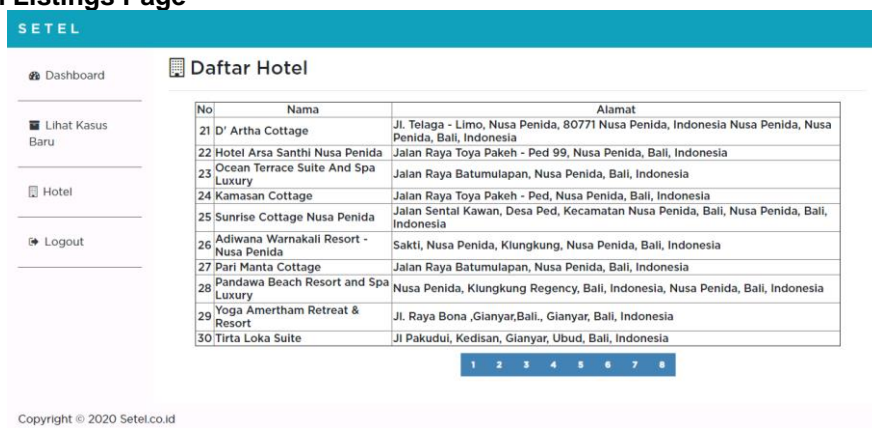 Listings Page
SETEL
Dashboard
Lihat Kasus
Baru
Hotel
Logout
Daftar Hotel
No Nama Alamat
21 D' Artha Cottage Jl. Telaga - Limo, Nusa Penida, 80771 Nusa Penida, Indonesia Nusa Penida, Nusa
Penida, Bali, Indonesia
22 Hotel Arsa Santhi Nusa Penida Jalan Raya Toya Pakeh - Ped 99, Nusa Penida, Bali, Indonesia
23 Ocean Terrace Suite And Spa
Luxury Jalan Raya Batumulapan, Nusa Penida, Bali, Indonesia
24 Kamasan Cottage Jalan Raya Toya Pakeh - Ped, Nusa Penida, Bali, Indonesia
25 Sunrise Cottage Nusa Penida Jalan Sental Kawan, Desa Ped, Kecamatan Nusa Penida, Bali, Nusa Penida, Bali,
Indonesia
26 Adiwana Warnakali Resort -
Nusa Penida Sakti, Nusa Penida, Klungkung, Nusa Penida, Bali, Indonesia
27 Pari Manta Cottage Jalan Raya Batumulapan, Nusa Penida, Bali, Indonesia
28 Pandawa Beach Resort and Spa
Luxury Nusa Penida, Klungkung Regency, Bali, Indonesia, Nusa Penida, Bali, Indonesia
29 Yoga Amertham Retreat &
Resort Jl. Raya Bona ,Gianyar,Bali., Gianyar, Bali, Indonesia
30 Tirta Loka Suite Jl Pakudui, Kedisan, Gianyar, Ubud, Bali, Indonesia
1 2 3 4 5 6 7 8
Copyright © 2020 Setel.co.id